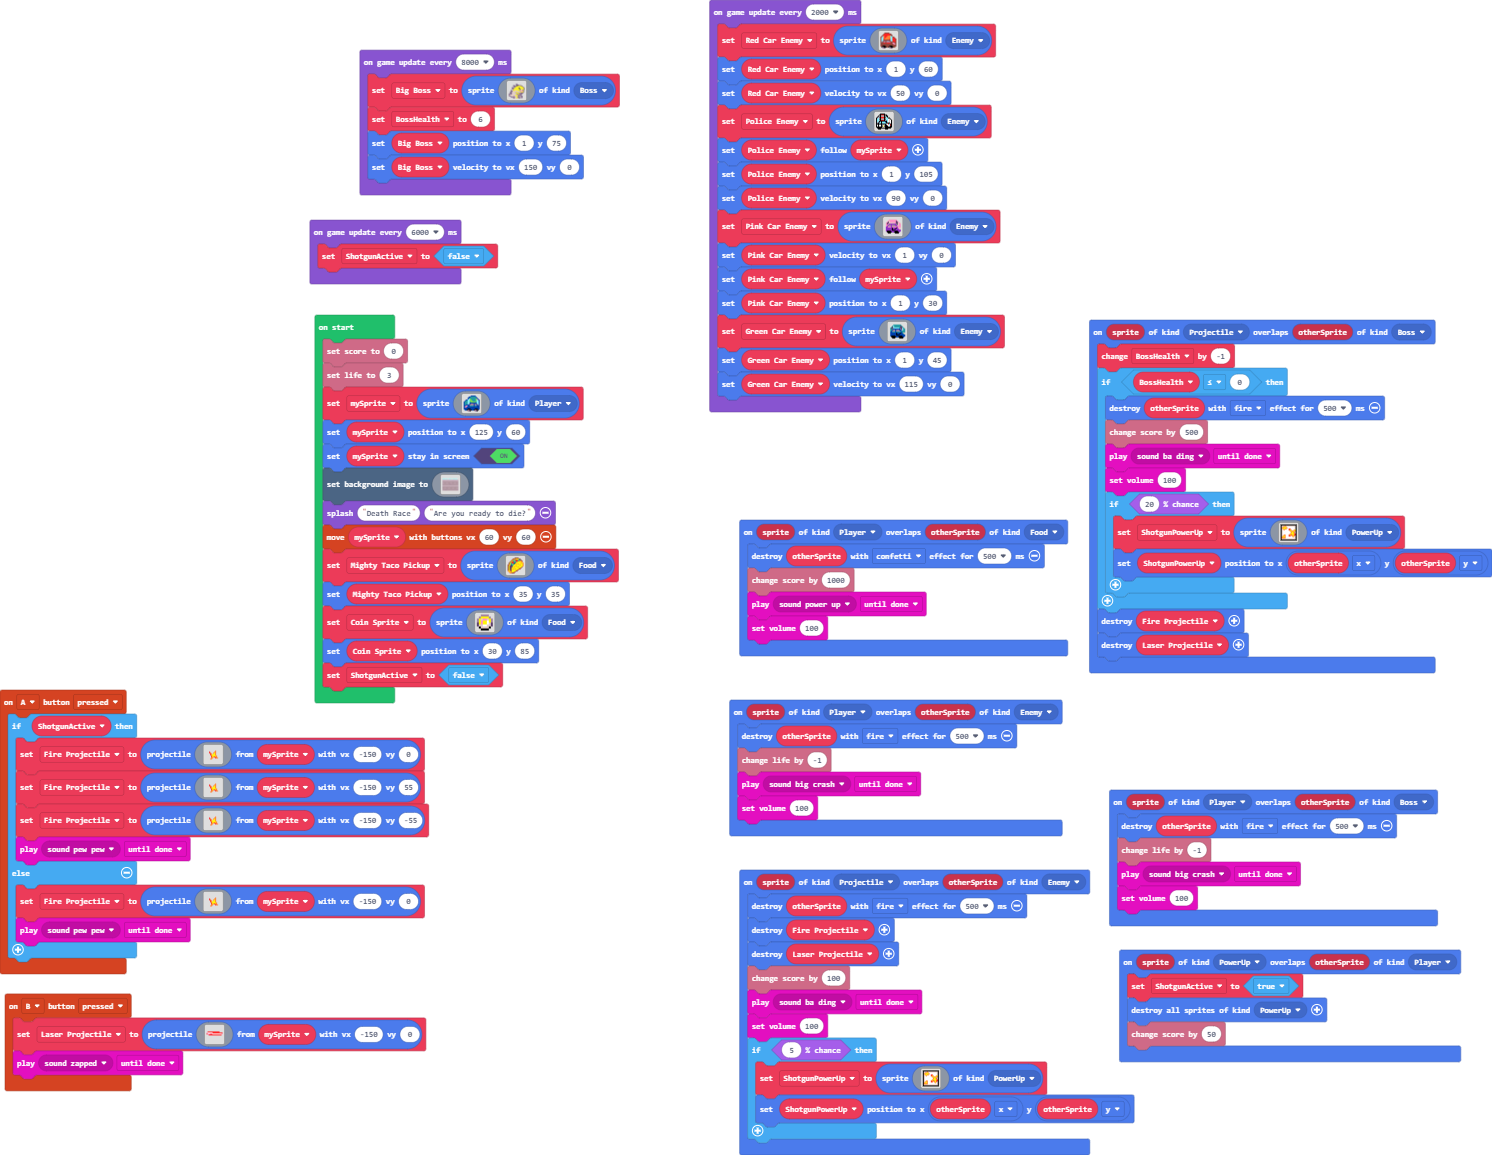 on game update every 8000 ms
set Big Boss to sprite of kind Boss
set BossHealth to 6
set Big Boss position to x 1 y 75
set Big Boss velocity to vx 150 vy 0
on game update every 6000 ms
set ShotgunActive to false
on start
set score to 0
set life to 3
set mySprite to sprite of kind Player
set mySprite position to x 125 y 60
set mySprite stay in screen ON
set background image to
splash "Death Race" "Are you ready to die?"
move mySprite with buttons vx 60 vy 60
set Mighty Taco Pickup to sprite of kind Food
set Mighty Taco Pickup position to x 35 y 35
set Coin Sprite to sprite of kind Food
set Coin Sprite position to x 30 y 85
set ShotgunActive to false
on A button pressed
if ShotgunActive then
set Fire Projectile to projectile from mySprite with vx -150 vy 0
set Fire Projectile to projectile from mySprite with vx -150 vy 55
set Fire Projectile to projectile from mySprite with vx -150 vy -55
play sound pew pew until done
else
set Fire Projectile to projectile from mySprite with vx -150 vy 0
play sound pew pew until done
on B button pressed
set Laser Projectile to projectile from mySprite with vx -150 vy 0
play sound zapped until done
on game update every 2000 ms
set Red Car Enemy to sprite of kind Enemy
set Red Car Enemy position to x 1 y 60
set Red Car Enemy velocity to vx 50 vy 0
set Police Enemy to sprite of kind Enemy
set Police Enemy follow mySprite
set Police Enemy position to x 1 y 105
set Police Enemy velocity to vx 90 vy 0
set Pink Car Enemy to sprite of kind Enemy
set Pink Car Enemy velocity to vx 1 vy 0
set Pink Car Enemy follow mySprite
set Pink Car Enemy position to x 1 y 30
set Green Car Enemy to sprite of kind Enemy
set Green Car Enemy position to x 1 y 45
set Green Car Enemy velocity to vx 115 vy 0
on sprite of kind Player overlaps otherSprite of kind Food
destroy otherSprite with confetti effect for 500 ms
change score by 1000
play sound power up until done
set volume 100
on sprite of kind Player overlaps otherSprite of kind Enemy
destroy otherSprite with fire effect for 500 ms
change life by -1
play sound big crash until done
set volume 100
on sprite of kind Projectile overlaps otherSprite of kind Enemy
destroy otherSprite with fire effect for 500 ms
destroy Fire Projectile
destroy Laser Projectile
change score by 100
play sound ba ding until done
set volume 100
if 5 % chance then
set ShotgunPowerUp to sprite of kind PowerUp
set ShotgunPowerUp position to x otherSprite x y otherSprite y
on sprite of kind Projectile overlaps otherSprite of kind Boss
change BossHealth by -1
if BossHealth ≤ 0 then
destroy otherSprite with fire effect for 500 ms
change score by 500
play sound ba ding until done
set volume 100
if 20 % chance then
set ShotgunPowerUp to sprite of kind PowerUp
set ShotgunPowerUp position to x otherSprite x y otherSprite y
destroy Fire Projectile
destroy Laser Projectile
on sprite of kind Player overlaps otherSprite of kind Boss
destroy otherSprite with fire effect for 500 ms
change life by -1
play sound big crash until done
set volume 100
on sprite of kind PowerUp overlaps otherSprite of kind Player
set ShotgunActive to true
destroy all sprites of kind PowerUp
change score by 50